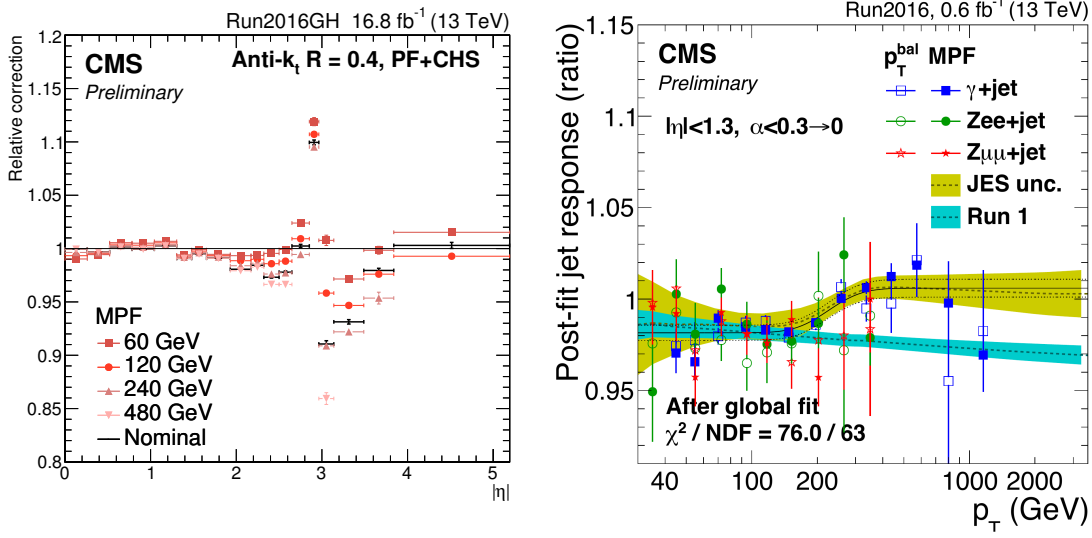 Run2016GH 16.8 fb⁻¹ (13 TeV)
Relative correction
1.2
1.15
1.1
1.05
1
0.95
0.9
0.85
0.8
CMS
Preliminary
Anti-kₜ R = 0.4, PF+CHS
MPF
60 GeV
120 GeV
240 GeV
480 GeV
Nominal
0 1 2 3 4 5
|η|
Run2016, 0.6 fb⁻¹ (13 TeV)
Post-fit jet response (ratio)
1.15
1.1
1.05
1
0.95
CMS
Preliminary
|η|<1.3, α<0.3→0
p_T^bal MPF
γ+jet
Zee+jet
Zμμ+jet
JES unc.
Run 1
After global fit
χ² / NDF = 76.0 / 63
40 100 200 1000 2000
p_T (GeV)